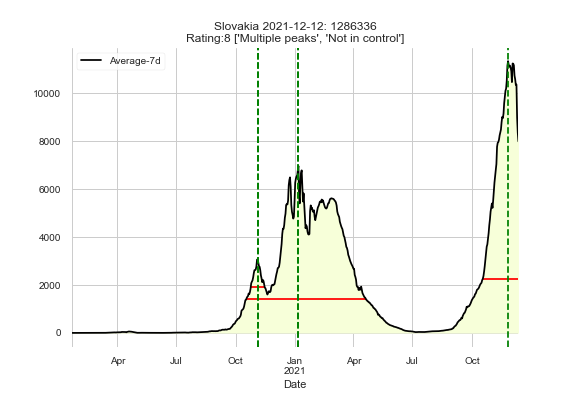 Slovakia 2021-12-12: 1286336
Rating:8 ['Multiple peaks', 'Not in control']
Average-7d
10000
8000
6000
4000
2000
0
Apr
Jul
Oct
Jan
2021
Apr
Jul
Oct
Date